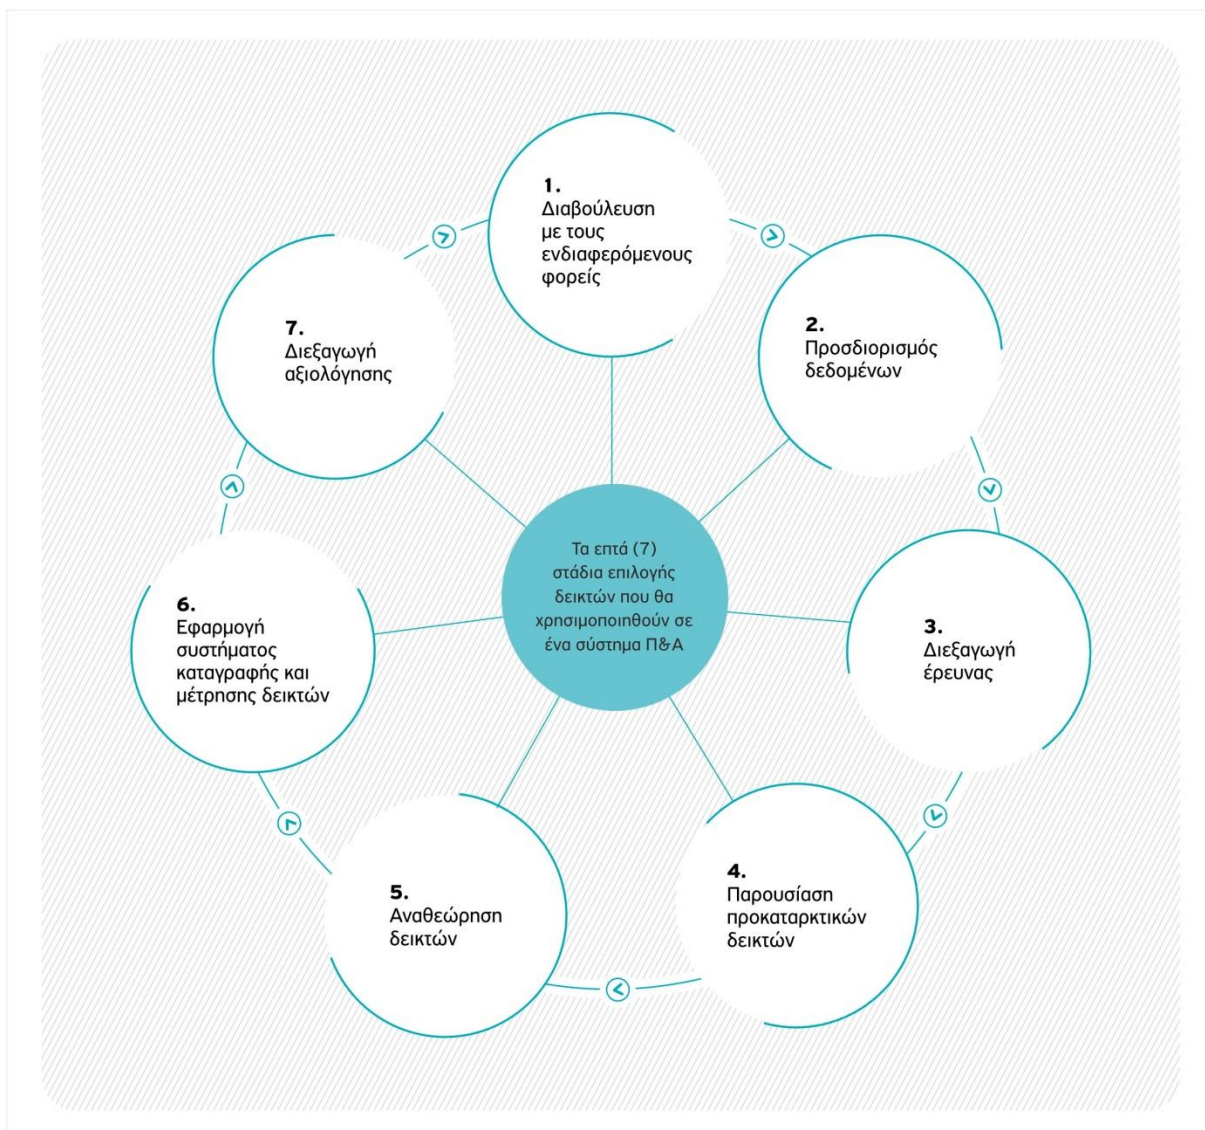 1.
Διαβούλευση
με τους
ενδιαφερόμενους
φορείς
2.
Προσδιορισμός
δεδομένων
3.
Διεξαγωγή
έρευνας
4.
Παρουσίαση
προκαταρκτικών
δεικτών
5.
Αναθεώρηση
δεικτών
6.
Εφαρμογή
συστήματος
καταγραφής και
μέτρησης δεικτών
7.
Διεξαγωγή
αξιολόγησης
Τα επτά (7)
στάδια επιλογής
δεικτών που θα
χρησιμοποιηθούν σε
ένα σύστημα Π&Α